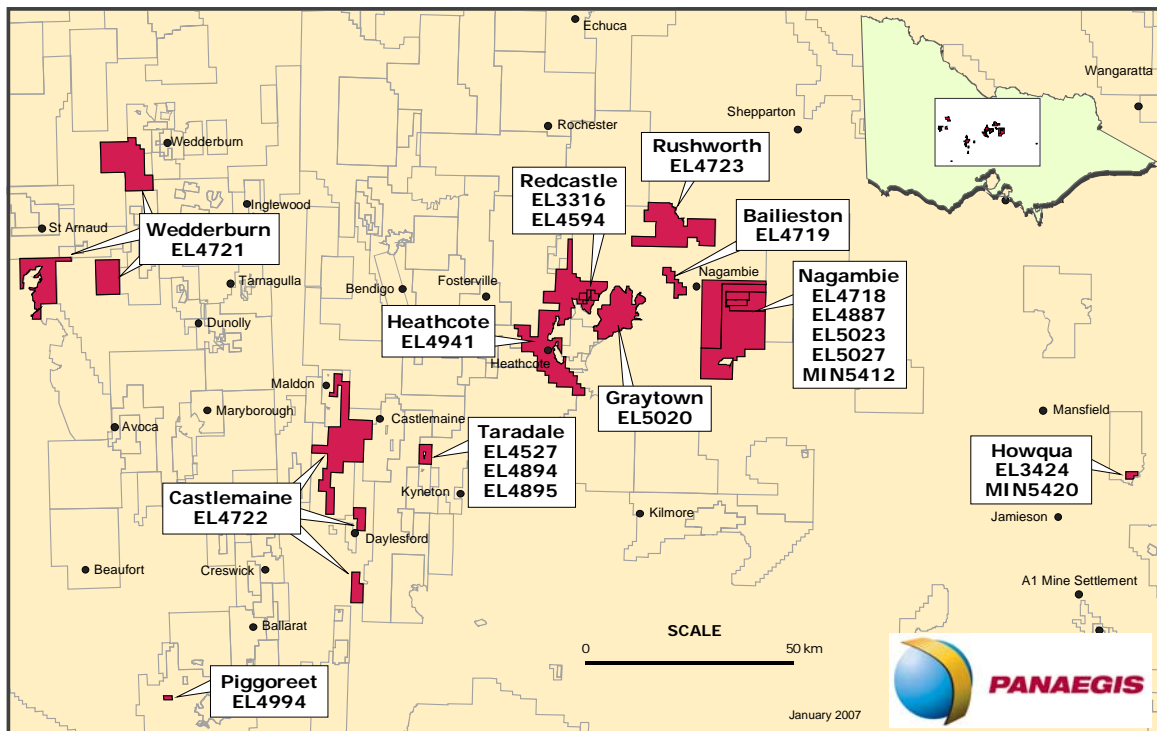 Echuca
Wangaratta
Shepparton
Rochester
Wedderburn
Rushworth
EL4723
Redcastle
EL3316
EL4594
Inglewood
Bailieston
EL4719
St Arnaud
Wedderburn
EL4721
Nagambie
Nagambie
EL4718
EL4887
EL5023
EL5027
MIN5412
Tarnagulla
Bendigo
Fosterville
Dunolly
Heathcote
EL4941
Heathcote
Maldon
Graytown
EL5020
Maryborough
Castlemaine
Mansfield
Avoca
Taradale
EL4527
EL4894
EL4895
Howqua
EL3424
MIN5420
Kyneton
Castlemaine
EL4722
Kilmore
Jamieson
Daylesford
Beaufort
Creswick
A1 Mine Settlement
Ballarat
SCALE
0 50 km
Piggoreet
EL4994
PANAEGIS
January 2007